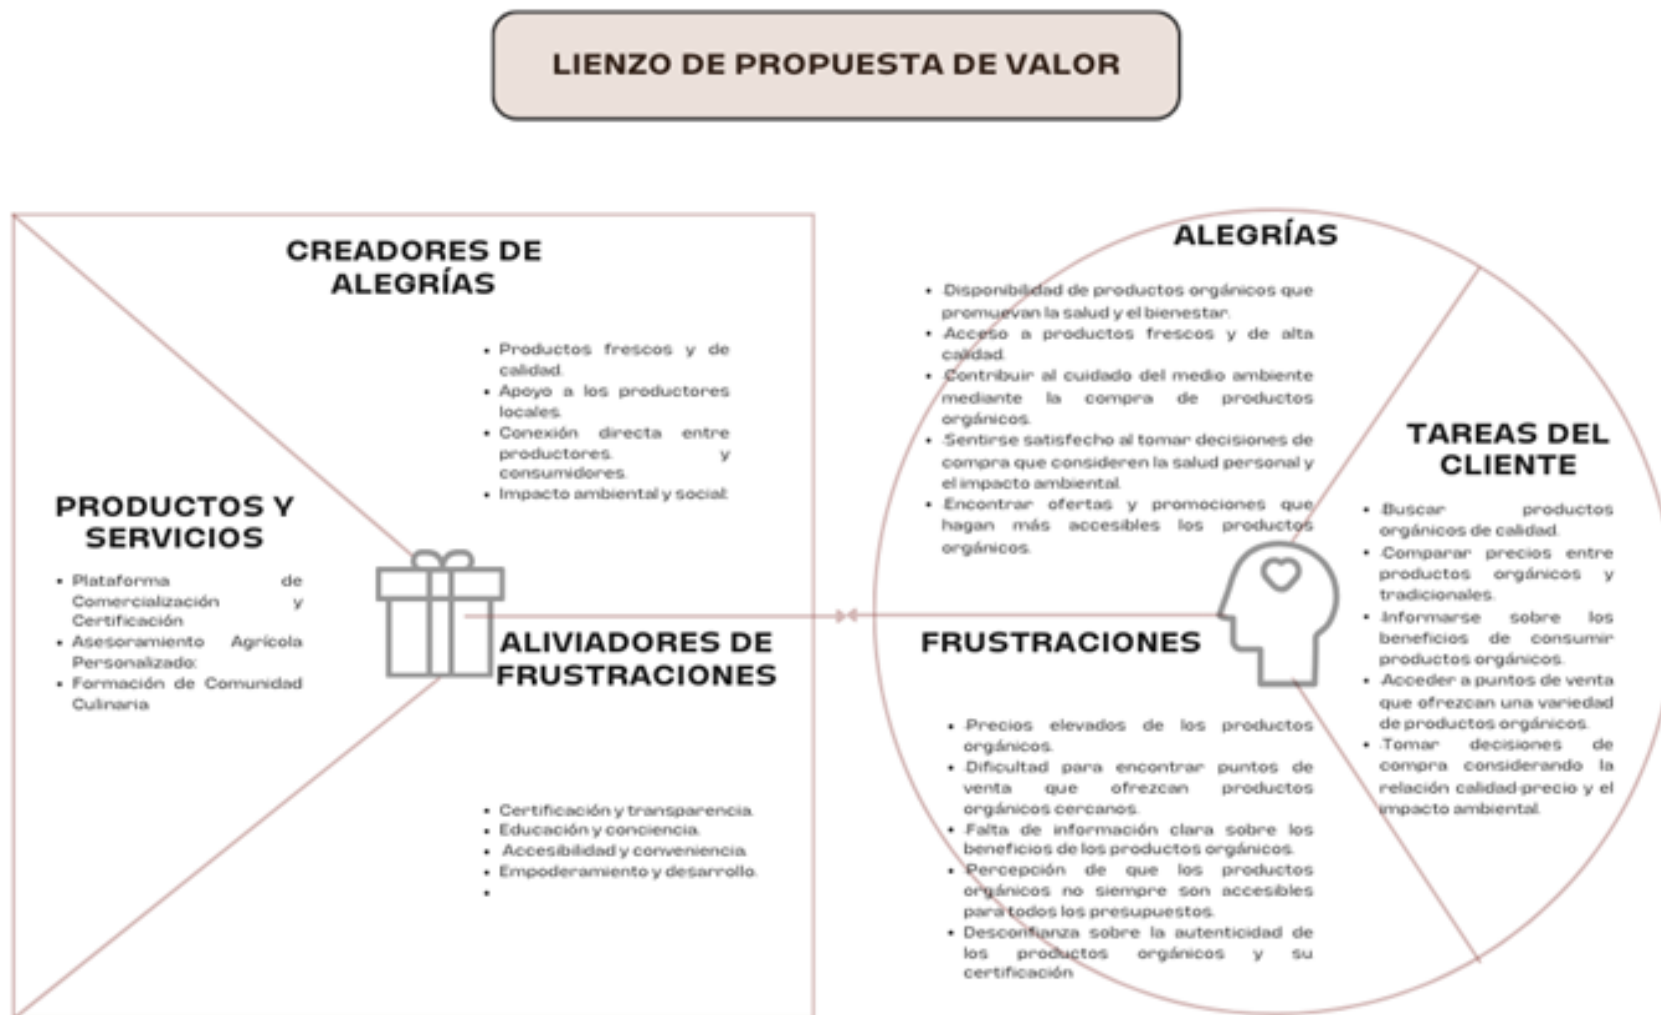 LIENZO DE PROPUESTA DE VALOR
CREADORES DE
ALEGRÍAS
• Productos frescos y de
calidad.
• Apoyo a los productores
locales.
• Conexión directa entre
productores y
consumidores.
• Impacto ambiental y social:
PRODUCTOS Y
SERVICIOS
• Plataforma de
Comercialización y
Certificación
• Asesoramiento Agrícola
Personalizado:
• Formación de Comunidad
Culinaria
ALIVIADORES DE
FRUSTRACIONES
• Certificación y transparencia.
• Educación y conciencia.
• Accesibilidad y conveniencia.
• Empoderamiento y desarrollo.
•
ALEGRÍAS
• Disponibilidad de productos orgánicos que
promuevan la salud y el bienestar.
• Acceso a productos frescos y de alta
calidad.
• Contribuir al cuidado del medio ambiente
mediante la compra de productos
orgánicos.
• Sentirse satisfecho al tomar decisiones de
compra que consideren la salud personal y
el impacto ambiental.
• Encontrar ofertas y promociones que
hagan más accesibles los productos
orgánicos.
FRUSTRACIONES
• Precios elevados de los productos
orgánicos.
• Dificultad para encontrar puntos de
venta que ofrezcan productos
orgánicos cercanos.
• Falta de información clara sobre los
beneficios de los productos orgánicos.
• Percepción de que los productos
orgánicos no siempre son accesibles
para todos los presupuestos.
• Desconfianza sobre la autenticidad de
los productos orgánicos y su
certificación
TAREAS DEL
CLIENTE
• Buscar productos
orgánicos de calidad.
• Comparar precios entre
productos orgánicos y
tradicionales.
• Informarse sobre los
beneficios de consumir
productos orgánicos.
• Acceder a puntos de venta
que ofrezcan una variedad
de productos orgánicos.
• Tomar decisiones de
compra considerando la
relación calidad-precio y el
impacto ambiental.